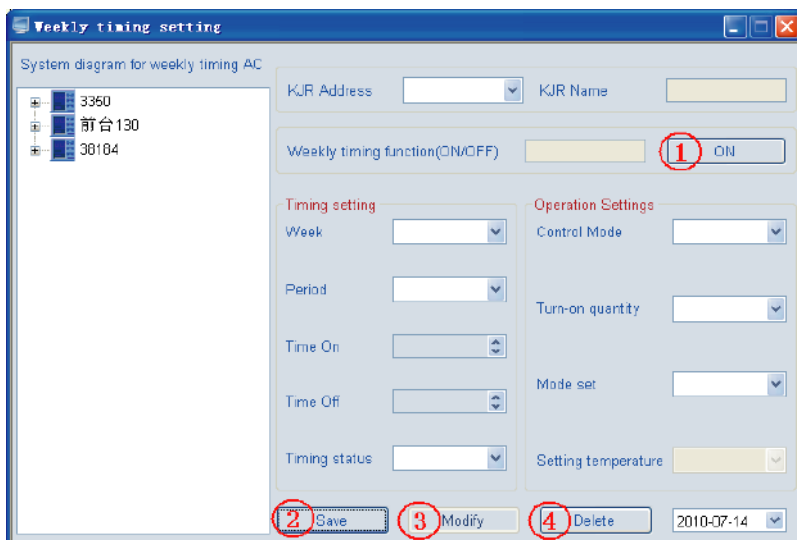 Weekly timing setting
System diagram for weekly timing AC
3360
前台130
38184
KJR Address
KJR Name
Weekly timing function(ON/OFF)
1 ON
Timing setting
Operation Settings
Week
Control Mode
Period
Turn-on quantity
Time On
Mode set
Time Off
Timing status
Setting temperature
2 Save
3 Modify
4 Delete
2010-07-14